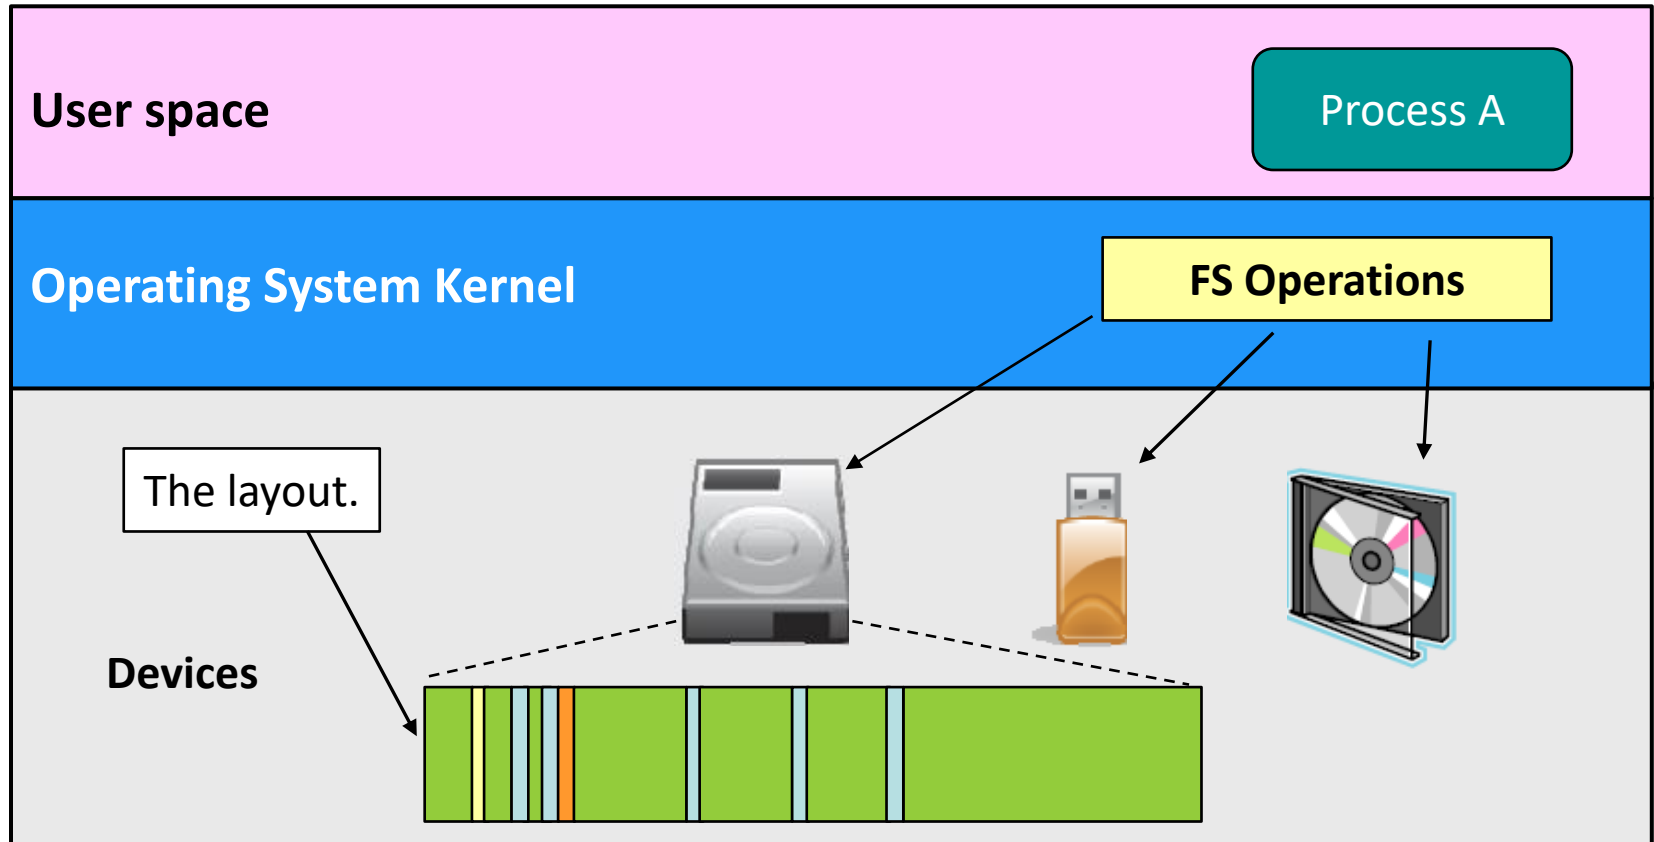 User space
Process A
Operating System Kernel
FS Operations
The layout.
Devices